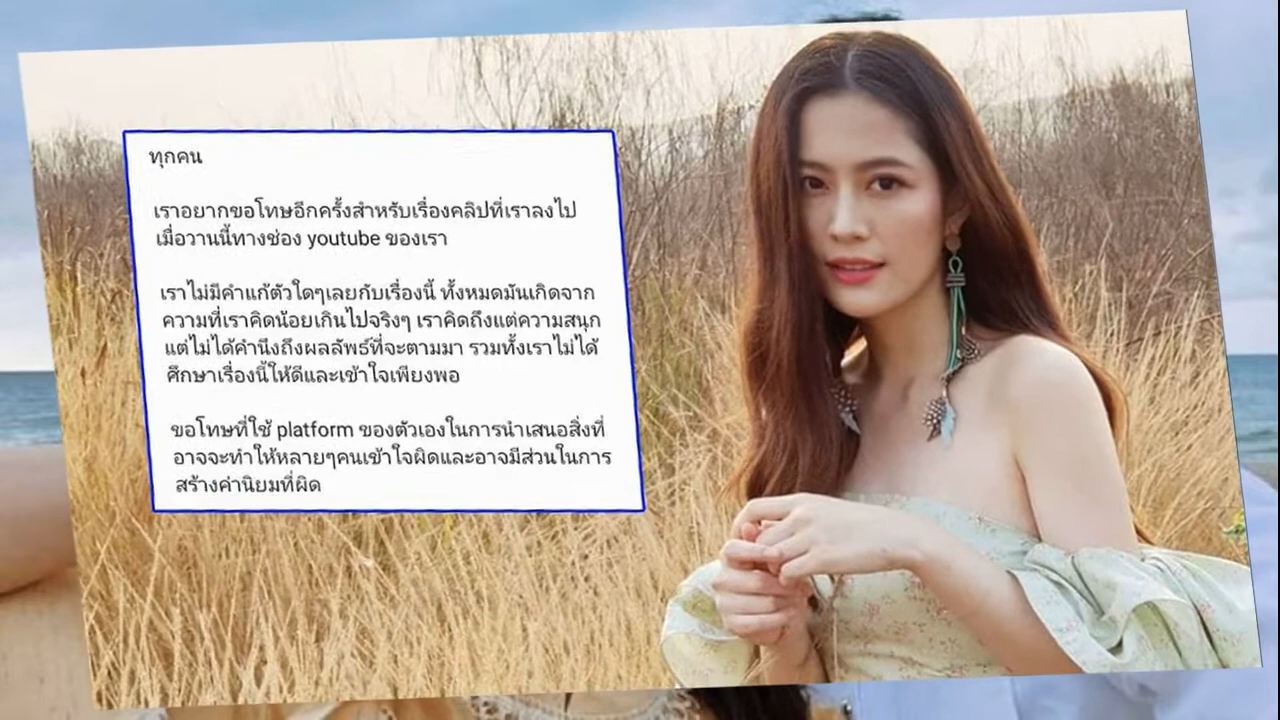 ทุกคน
เราอยากขอโทษอีกครั้งสำหรับเรื่องคลิปที่เราลงไป
เมื่อวานนี้ทางช่อง youtube ของเรา
เราไม่มีคำแก้ตัวใดๆเลยกับเรื่องนี้ ทั้งหมดมันเกิดจาก
ความที่เราคิดน้อยเกินไปจริงๆ เราคิดถึงแต่ความสนุก
แต่ไม่ได้คำนึงถึงผลลัพธ์ที่จะตามมา รวมทั้งเราไม่ได้
ศึกษาเรื่องนี้ให้ดีและเข้าใจเพียงพอ
ขอโทษที่ใช้ platform ของตัวเองในการนำเสนอสิ่งที่
อาจจะทำให้หลายๆคนเข้าใจผิดและอาจมีส่วนในการ
สร้างค่านิยมที่ผิด